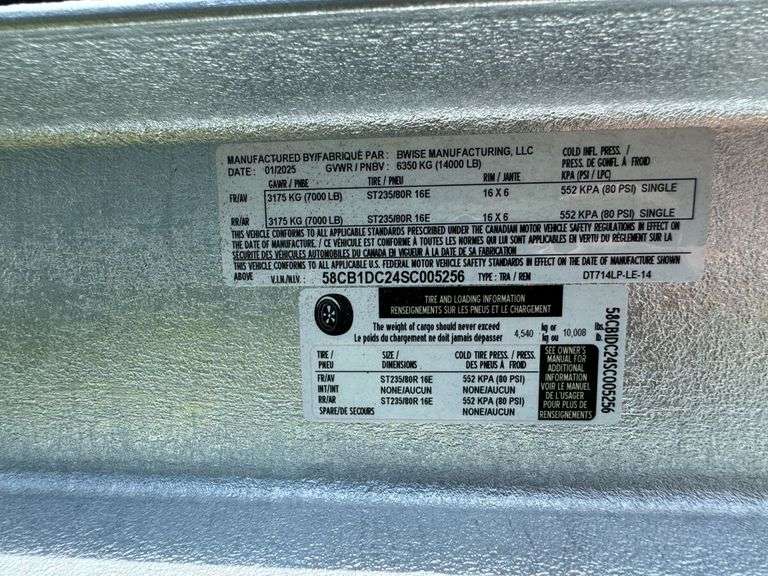 MANUFACTURED BY/FABRIQUÉ PAR : BWISE MANUFACTURING, LLC
DATE : 01/2025 GVWR / PNBV : 6350 KG (14000 LB)
COLD INFL. PRESS. /
PRESS. DE GONFL. À FROID
GAWR / PNBE TIRE / PNEU RIM / JANTE KPA (PSI / LPC)
FR/AV 3175 KG (7000 LB) ST235/80R 16E 16 X 6 552 KPA (80 PSI) SINGLE
RR/AR 3175 KG (7000 LB) ST235/80R 16E 16 X 6 552 KPA (80 PSI) SINGLE
THIS VEHICLE CONFORMS TO ALL APPLICABLE STANDARDS PRESCRIBED UNDER THE CANADIAN MOTOR VEHICLE SAFETY REGULATIONS IN EFFECT ON
THE DATE OF MANUFACTURE. / CE VÉHICULE EST CONFORME À TOUTES LES NORMES QUI LUI SONT APPLICABLES EN VERTU DU RÈGLEMENT SUR LA
SÉCURITÉ DES VÉHICULES AUTOMOBILES DU CANADA EN VIGUEUR À LA DATE DE SA FABRICATION
THIS VEHICLE CONFORMS TO ALL APPLICABLE U.S. FEDERAL MOTOR VEHICLE SAFETY STANDARDS IN EFFECT ON THE DATE OF MANUFACTURE SHOWN
ABOVE V.I.N./N.I.V. : 58CB1DC24SC005256 TYPE : TRA / REM DT714LP-LE-14
TIRE AND LOADING INFORMATION
RENSEIGNEMENTS SUR LES PNEUS ET LE CHARGEMENT
The weight of cargo should never exceed 4,540 kg or 10,008 lbs.
Le poids du chargement ne doit jamais dépasser kg ou lb.
TIRE / SIZE / COLD TIRE PRESS. / PRESS
PNEU DIMENSIONS DES PNEUS À FROID
FR/AV ST235/80R 16E 552 KPA (80 PSI)
INT/INT NONE/AUCUN NONE/AUCUN
RR/AR ST235/80R 16E 552 KPA (80 PSI)
SPARE/DE SECOURS NONE/AUCUN NONE/AUCUN
SEE OWNER'S
MANUAL FOR
ADDITIONAL
INFORMATION
VOIR LE MANUEL
DE L'USAGER
POUR PLUS DE
RENSEIGNEMENTS
58CB1DC24SC005256